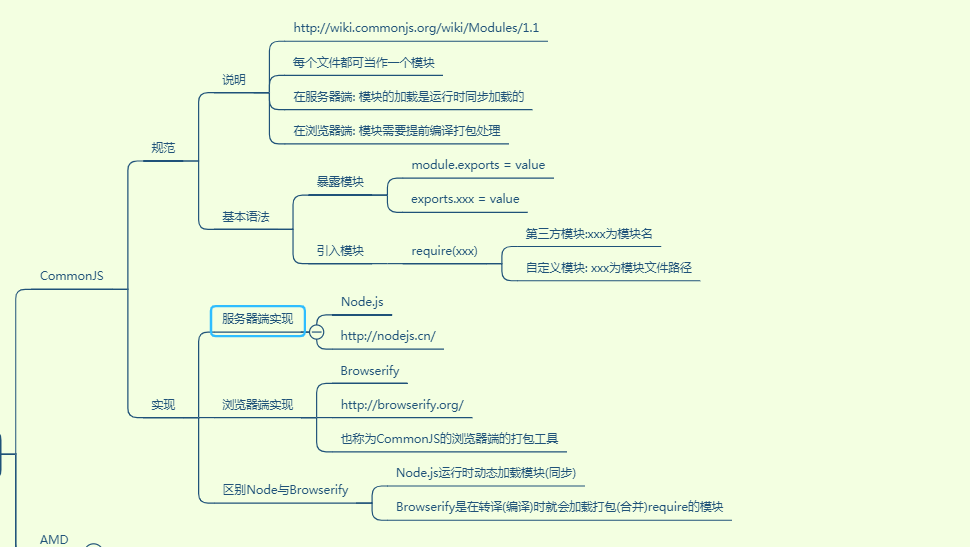 http://wiki.commonjs.org/wiki/Modules/1.1
每个文件都可当作一个模块
说明
在服务器端: 模块的加载是运行时同步加载的
在浏览器端: 模块需要提前编译打包处理
规范
module.exports = value
暴露模块
exports.xxx = value
基本语法
第三方模块:xxx为模块名
引入模块
require(xxx)
自定义模块: xxx为模块文件路径
CommonJS
Node.js
服务器端实现
http://nodejs.cn/
Browserify
实现
浏览器端实现
http://browserify.org/
也称为CommonJS的浏览器端的打包工具
Node.js运行时动态加载模块(同步)
区别Node与Browserify
Browserify是在转译(编译)时就会加载打包(合并)require的模块
AMD